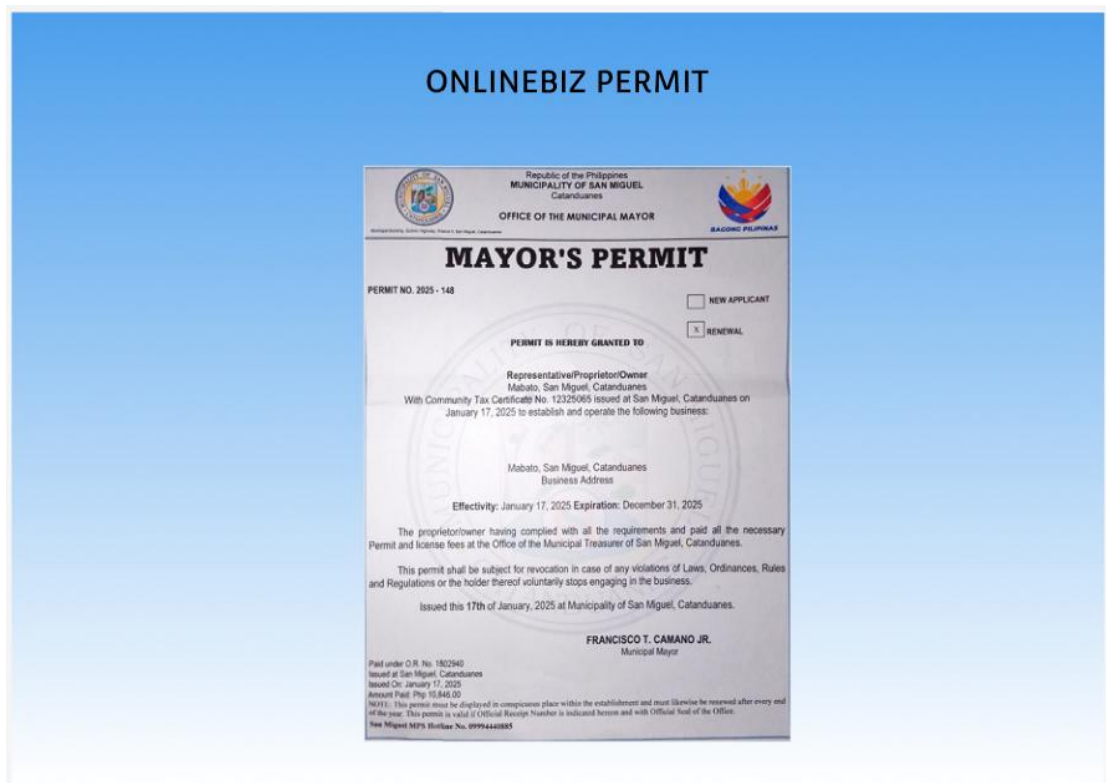 ONLINEBIZ PERMIT
Republic of the Philippines
MUNICIPALITY OF SAN MIGUEL
Catanduanes
OFFICE OF THE MUNICIPAL MAYOR
BAGONG PILIPINAS
MAYOR'S PERMIT
PERMIT NO. 2025 - 148
NEW APPLICANT
X RENEWAL
PERMIT IS HEREBY GRANTED TO
Representative/Proprietor/Owner
Mabato, San Miguel, Catanduanes
With Community Tax Certificate No. 12325065 issued at San Miguel, Catanduanes on
January 17, 2025 to establish and operate the following business:
Mabato, San Miguel, Catanduanes
Business Address
Effectivity: January 17, 2025 Expiration: December 31, 2025
The proprietor/owner having complied with all the requirements and paid all the necessary
Permit and license fees at the Office of the Municipal Treasurer of San Miguel, Catanduanes.
This permit shall be subject for revocation in case of any violations of Laws, Ordinances, Rules
and Regulations or the holder thereof voluntarily stops engaging in the business.
Issued this 17th of January, 2025 at Municipality of San Miguel, Catanduanes.
FRANCISCO T. CAMANO JR.
Municipal Mayor
Paid under O.R. No. 1802940
Issued at San Miguel, Catanduanes
Issued On: January 17, 2025
Amount Paid: Php 10,846.00
NOTE: This permit must be displayed in conspicuous place within the establishment and must likewise be renewed after every end
of the year. This permit is valid if Official Receipt Number is indicated hereon and with Official Seal of the Office.
San Miguel MPS Hotline No. 09994440885